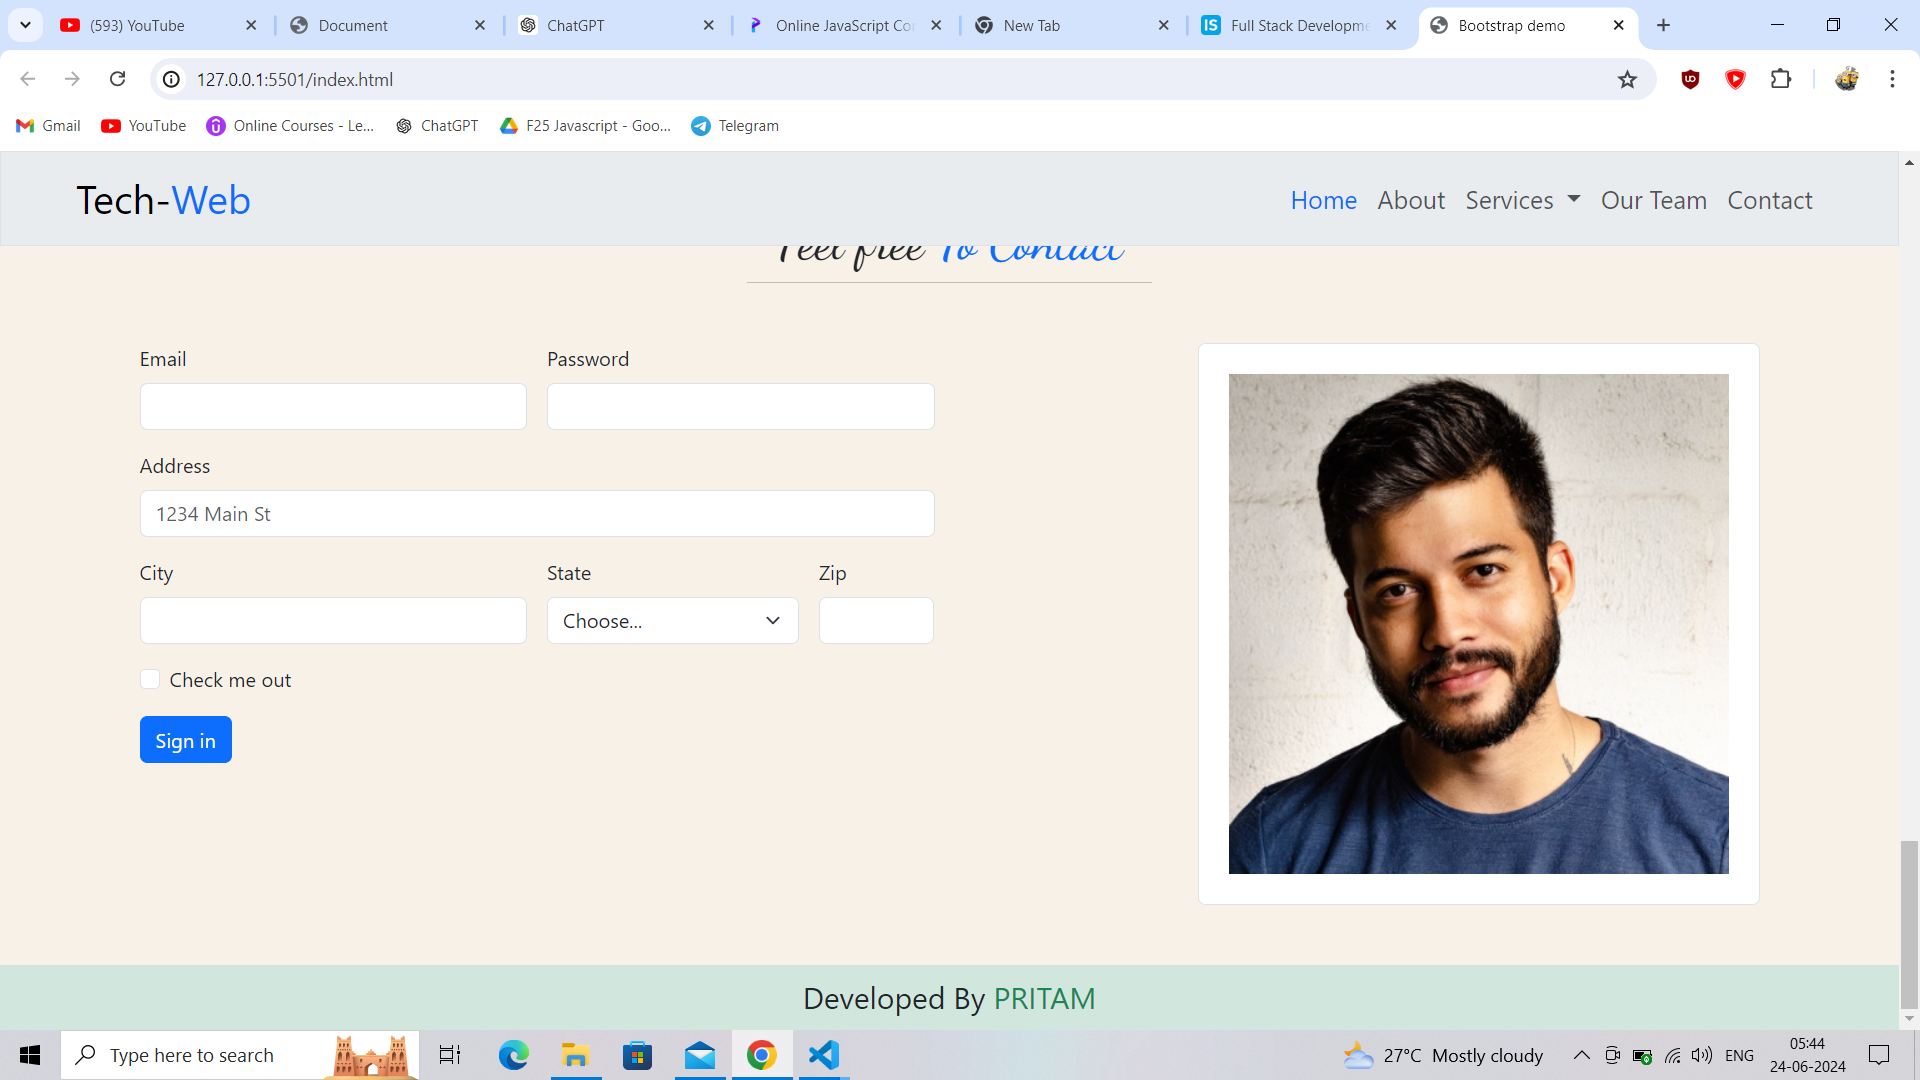 (593) YouTube
Document
ChatGPT
Online JavaScript Co
New Tab
Full Stack Developme
Bootstrap demo
127.0.0.1:5501/index.html
Gmail
YouTube
Online Courses - Le...
ChatGPT
F25 Javascript - Goo...
Telegram
Tech-Web
Home About Services Our Team Contact
Feel free To Contact
Email
Password
Address
1234 Main St
City
State
Zip
Choose...
Check me out
Sign in
Developed By PRITAM
Type here to search
27°C Mostly cloudy
ENG
05:44
24-06-2024